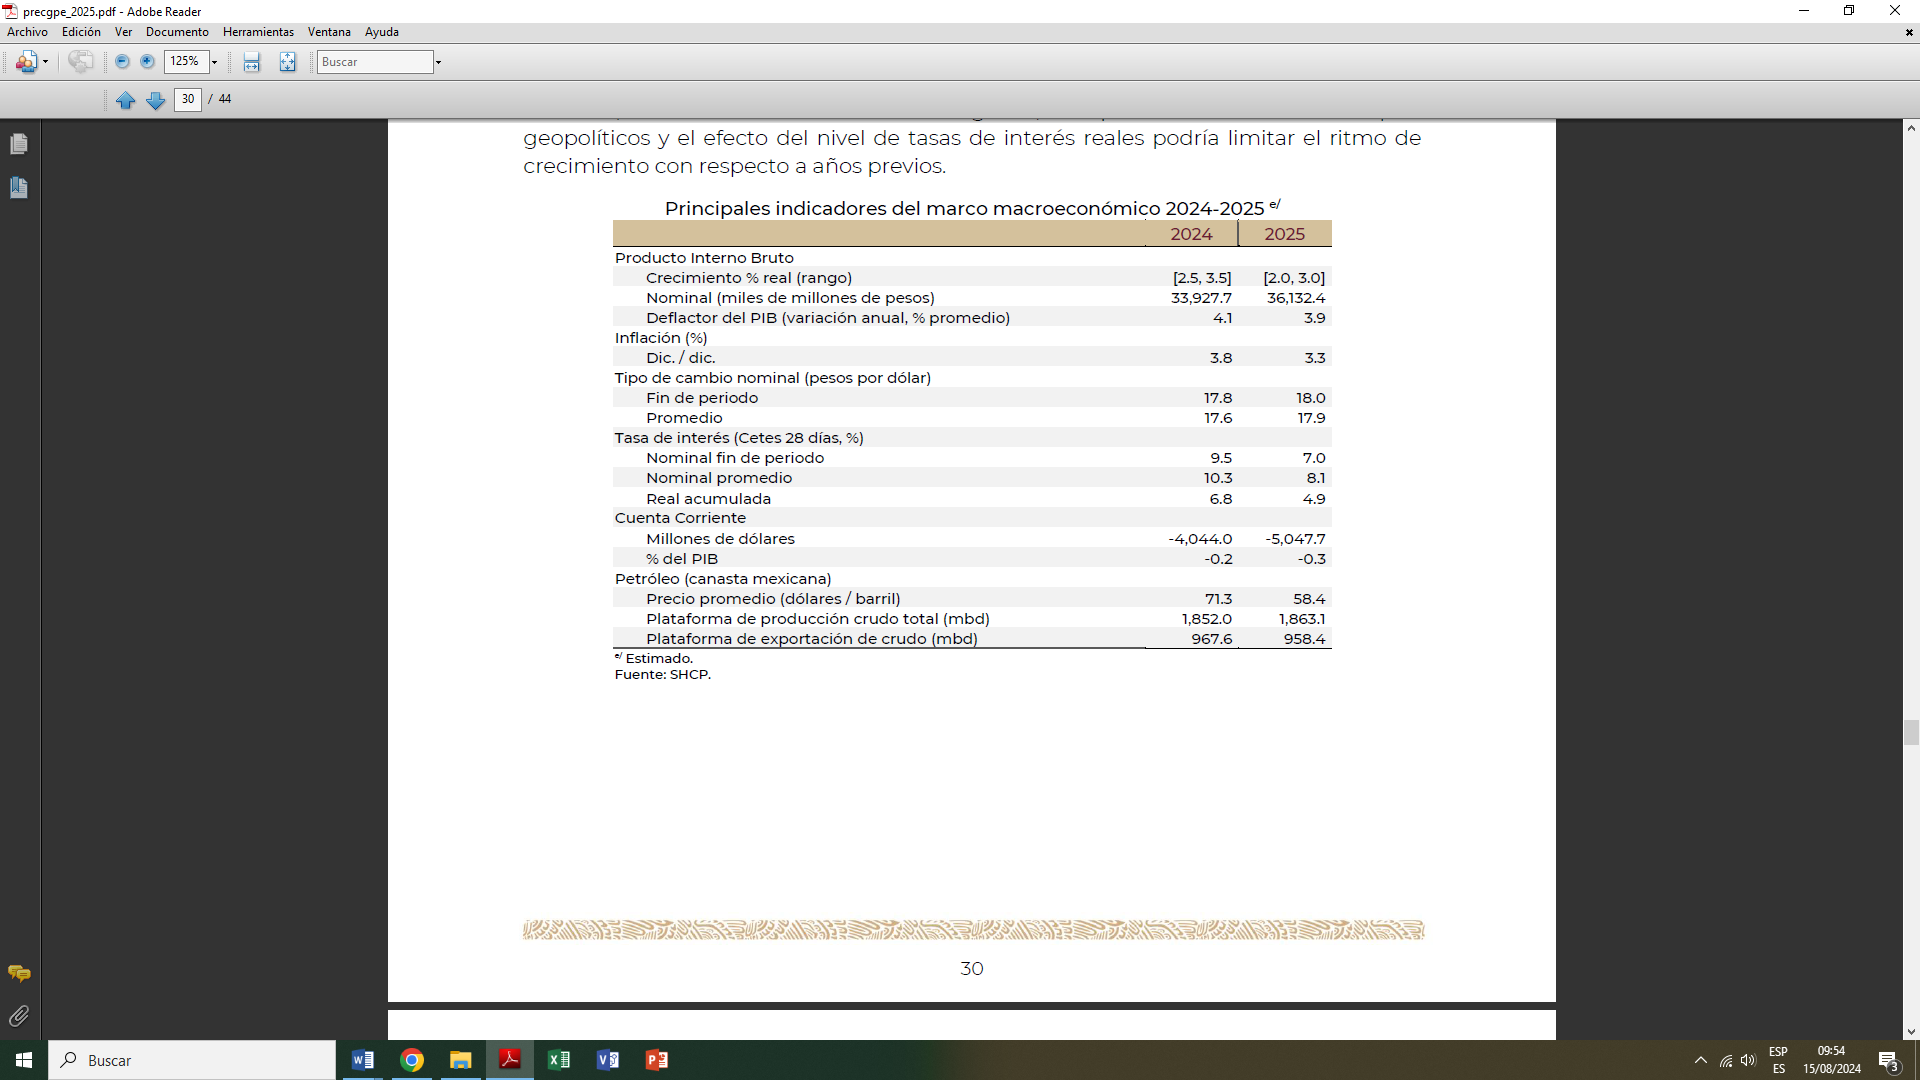 precgpe_2025.pdf - Adobe Reader
Archivo Edición Ver Documento Herramientas Ventana Ayuda
125% Buscar
30 / 44
geopolíticos y el efecto del nivel de tasas de interés reales podría limitar el ritmo de
crecimiento con respecto a años previos.
Principales indicadores del marco macroeconómico 2024-2025 e/
2024 2025
Producto Interno Bruto
Crecimiento % real (rango) [2.5, 3.5] [2.0, 3.0]
Nominal (miles de millones de pesos) 33,927.7 36,132.4
Deflactor del PIB (variación anual, % promedio) 4.1 3.9
Inflación (%)
Dic. / dic. 3.8 3.3
Tipo de cambio nominal (pesos por dólar)
Fin de periodo 17.8 18.0
Promedio 17.6 17.9
Tasa de interés (Cetes 28 días, %)
Nominal fin de periodo 9.5 7.0
Nominal promedio 10.3 8.1
Real acumulada 6.8 4.9
Cuenta Corriente
Millones de dólares -4,044.0 -5,047.7
% del PIB -0.2 -0.3
Petróleo (canasta mexicana)
Precio promedio (dólares / barril) 71.3 58.4
Plataforma de producción crudo total (mbd) 1,852.0 1,863.1
Plataforma de exportación de crudo (mbd) 967.6 958.4
e/ Estimado.
Fuente: SHCP.
30
Buscar
ESP
ES
09:54
15/08/2024
3